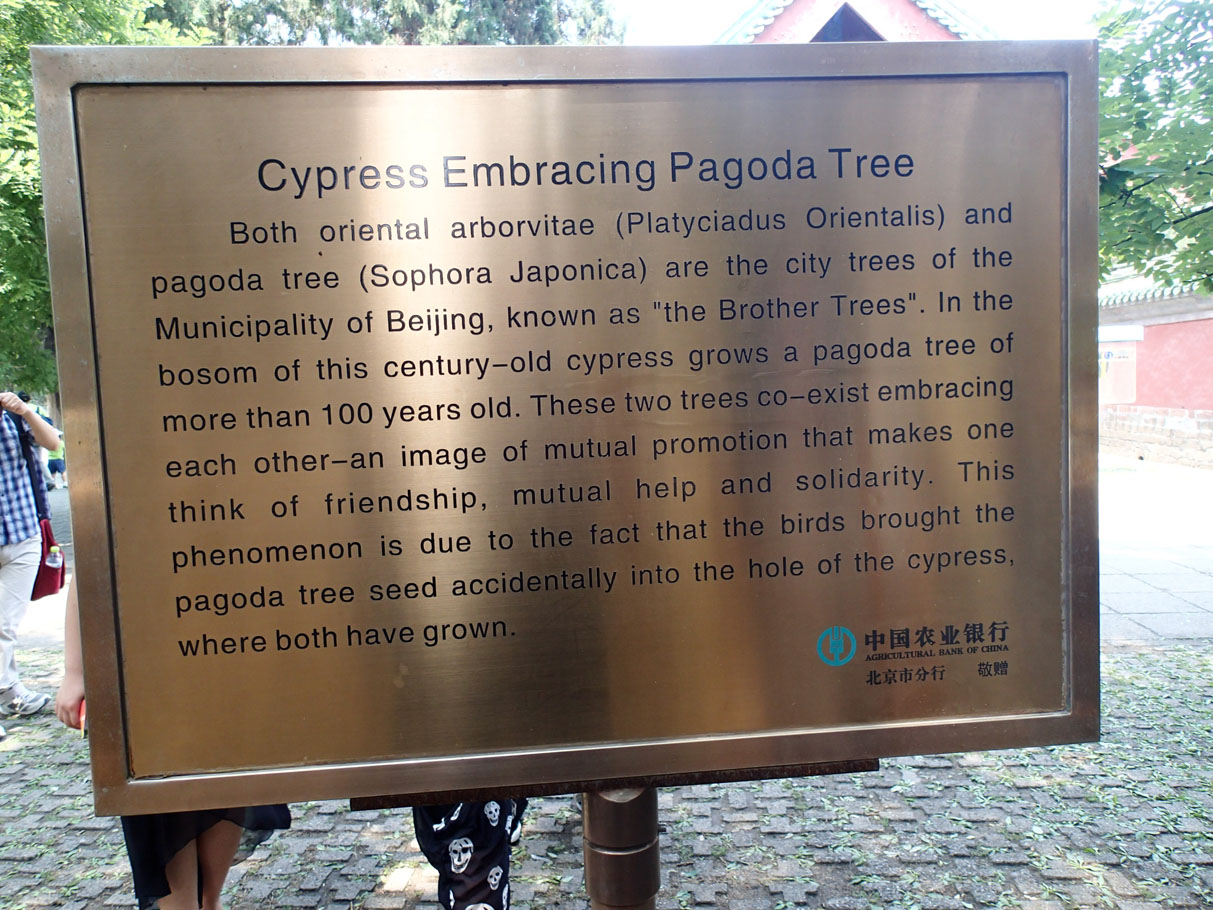 Cypress Embracing Pagoda Tree
Both oriental arborvitae (Platyciadus Orientalis) and
pagoda tree (Sophora Japonica) are the city trees of the
Municipality of Beijing, known as "the Brother Trees". In the
bosom of this century-old cypress grows a pagoda tree of
more than 100 years old. These two trees co-exist embracing
each other-an image of mutual promotion that makes one
think of friendship, mutual help and solidarity. This
phenomenon is due to the fact that the birds brought the
pagoda tree seed accidentally into the hole of the cypress,
where both have grown.
中国农业银行
AGRICULTURAL BANK OF CHINA
北京市分行 敬赠